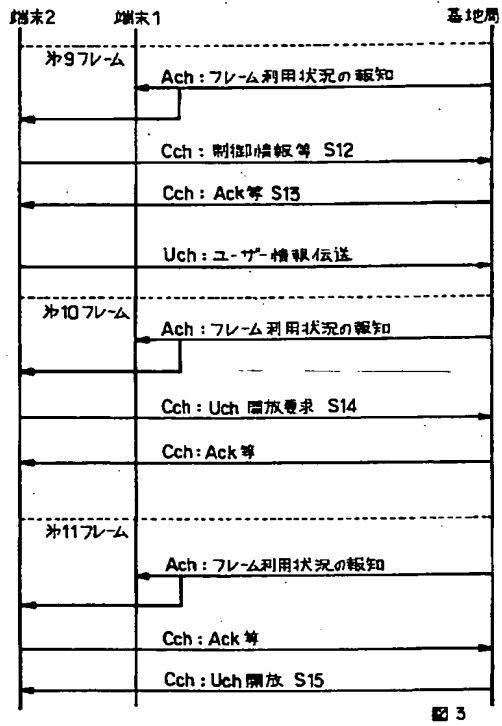 端末2 端末1 基地局
第9フレーム
Ach:フレーム利用状況の報知
Cch:制御情報等 S12
Cch:Ack等 S13
Uch:ユーザー情報伝送
第10フレーム
Ach:フレーム利用状況の報知
Cch:Uch開放要求 S14
Cch:Ack等
第11フレーム
Ach:フレーム利用状況の報知
Cch:Ack等
Cch:Uch開放 S15
図3